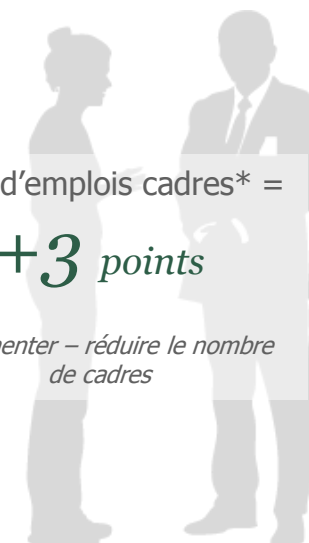 d’emplois cadres* =
+3 points
enter – réduire le nombre
de cadres